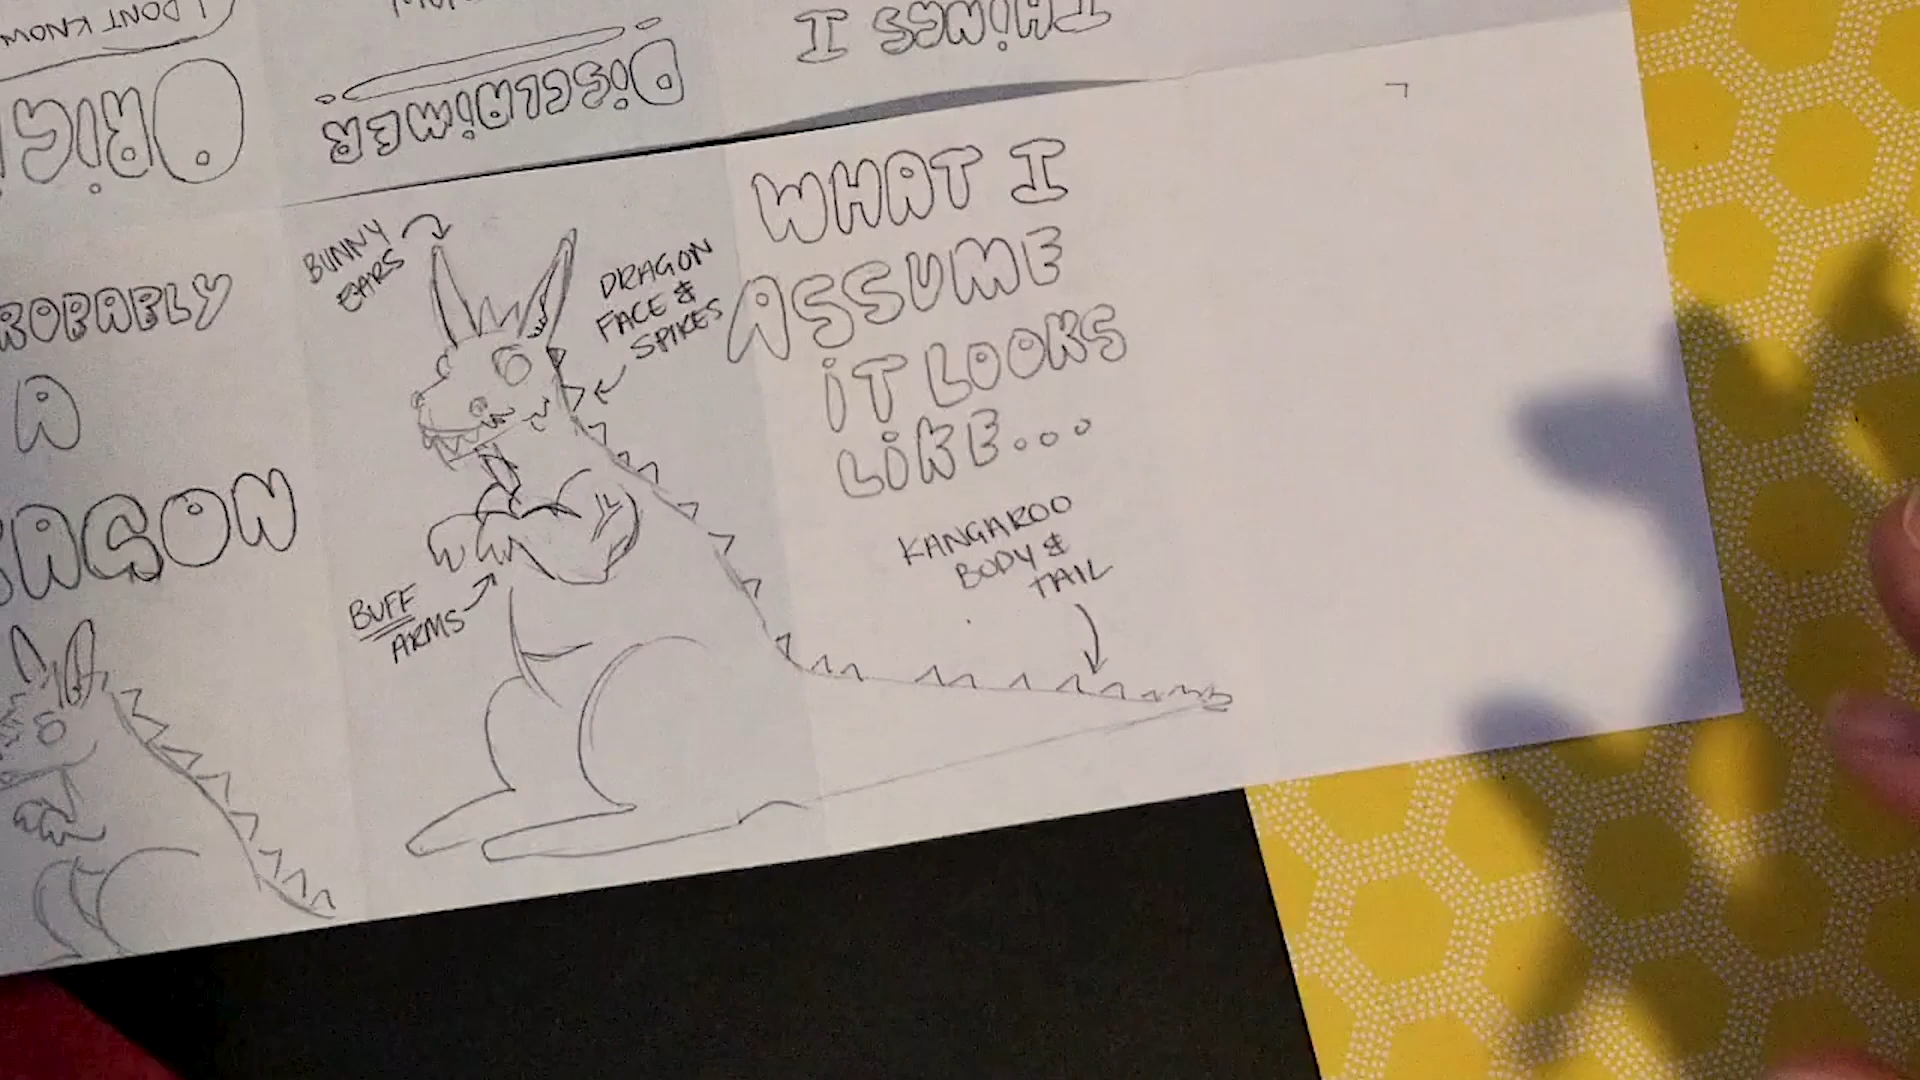 I DONT KNOW
DISCLAIMER
THINGS I
BUNNY
EARS
DRAGON
FACE &
SPIKES
WHAT I
ASSUME
IT LOOKS
LIKE...
KANGAROO
BODY &
TAIL
BUFF
ARMS
ROBABLY
A
AGON